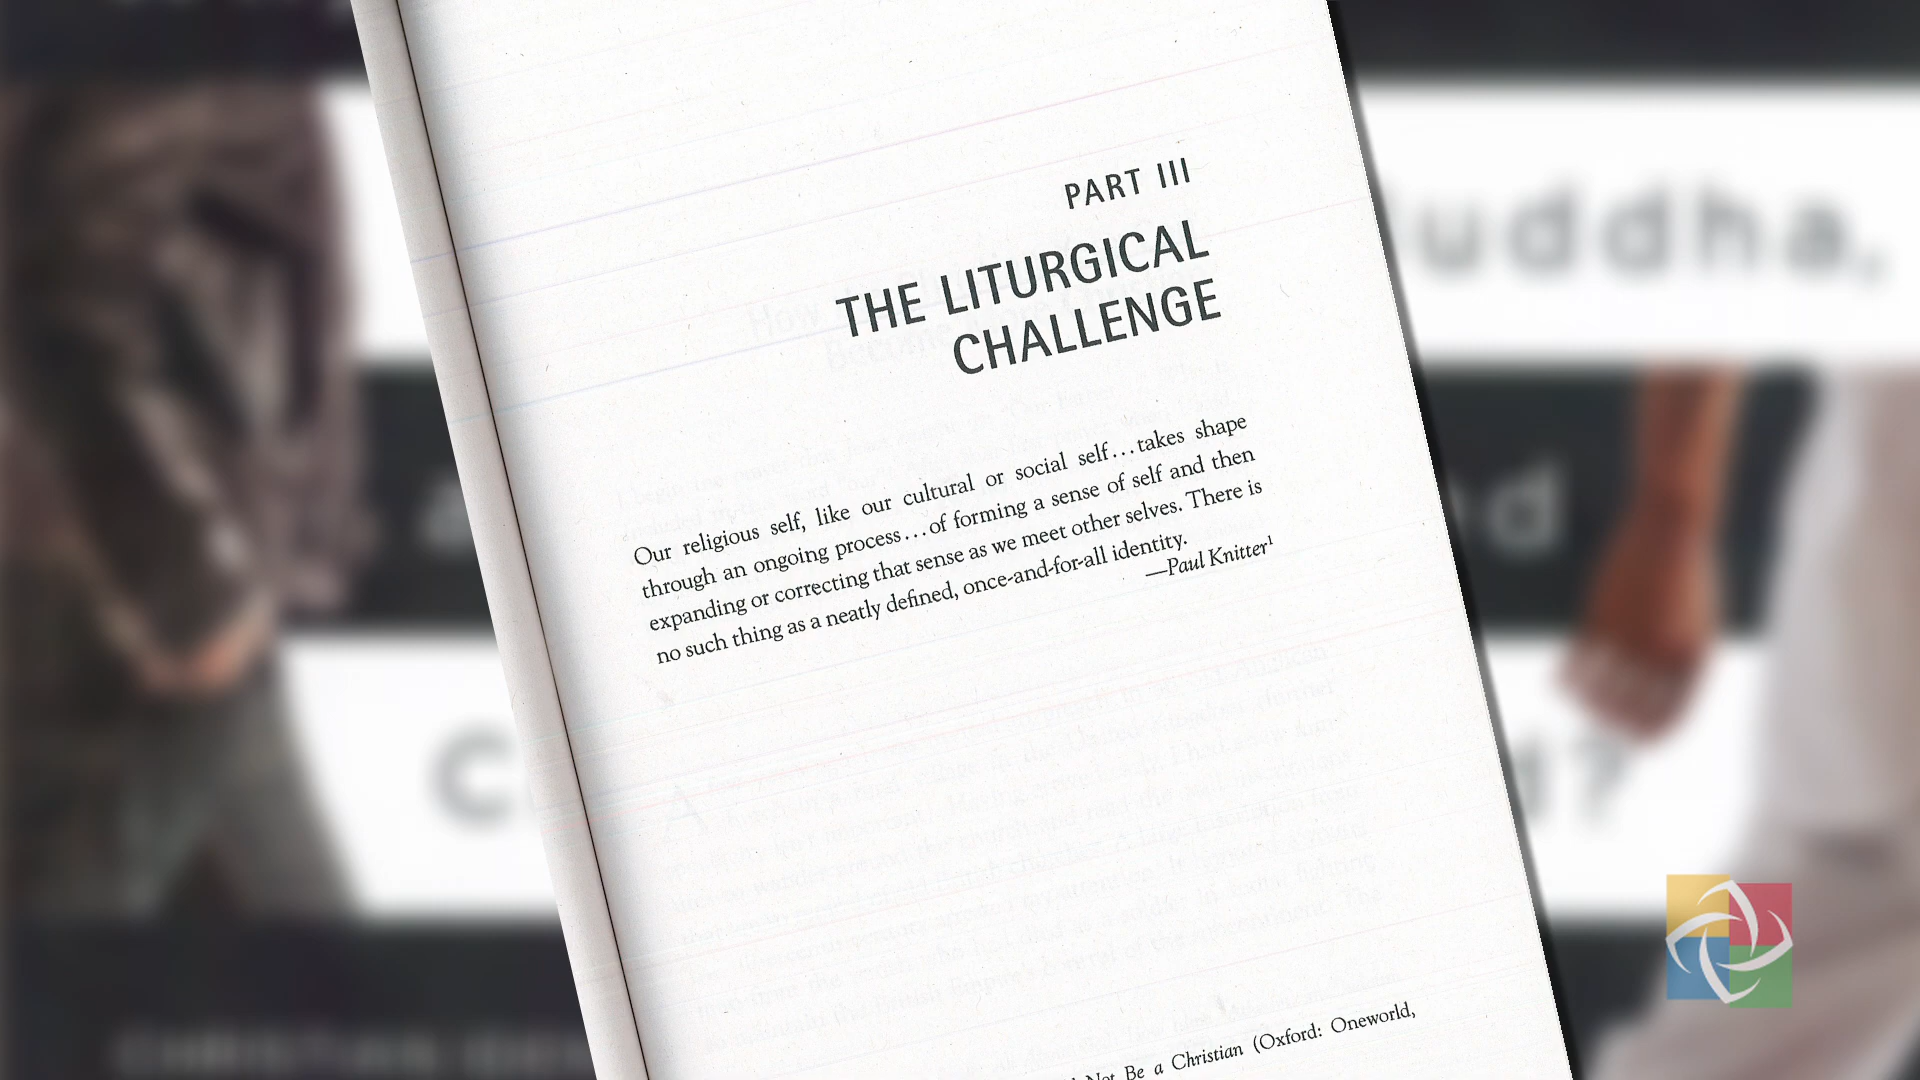 PART III
THE LITURGICAL
CHALLENGE
Our religious self, like our cultural or social self…takes shape
through an ongoing process…of forming a sense of self and then
expanding or correcting that sense as we meet other selves. There is
no such thing as a neatly defined, once-and-for-all identity.
—Paul Knitter¹
Not Be a Christian (Oxford: Oneworld,
uddha,
d?